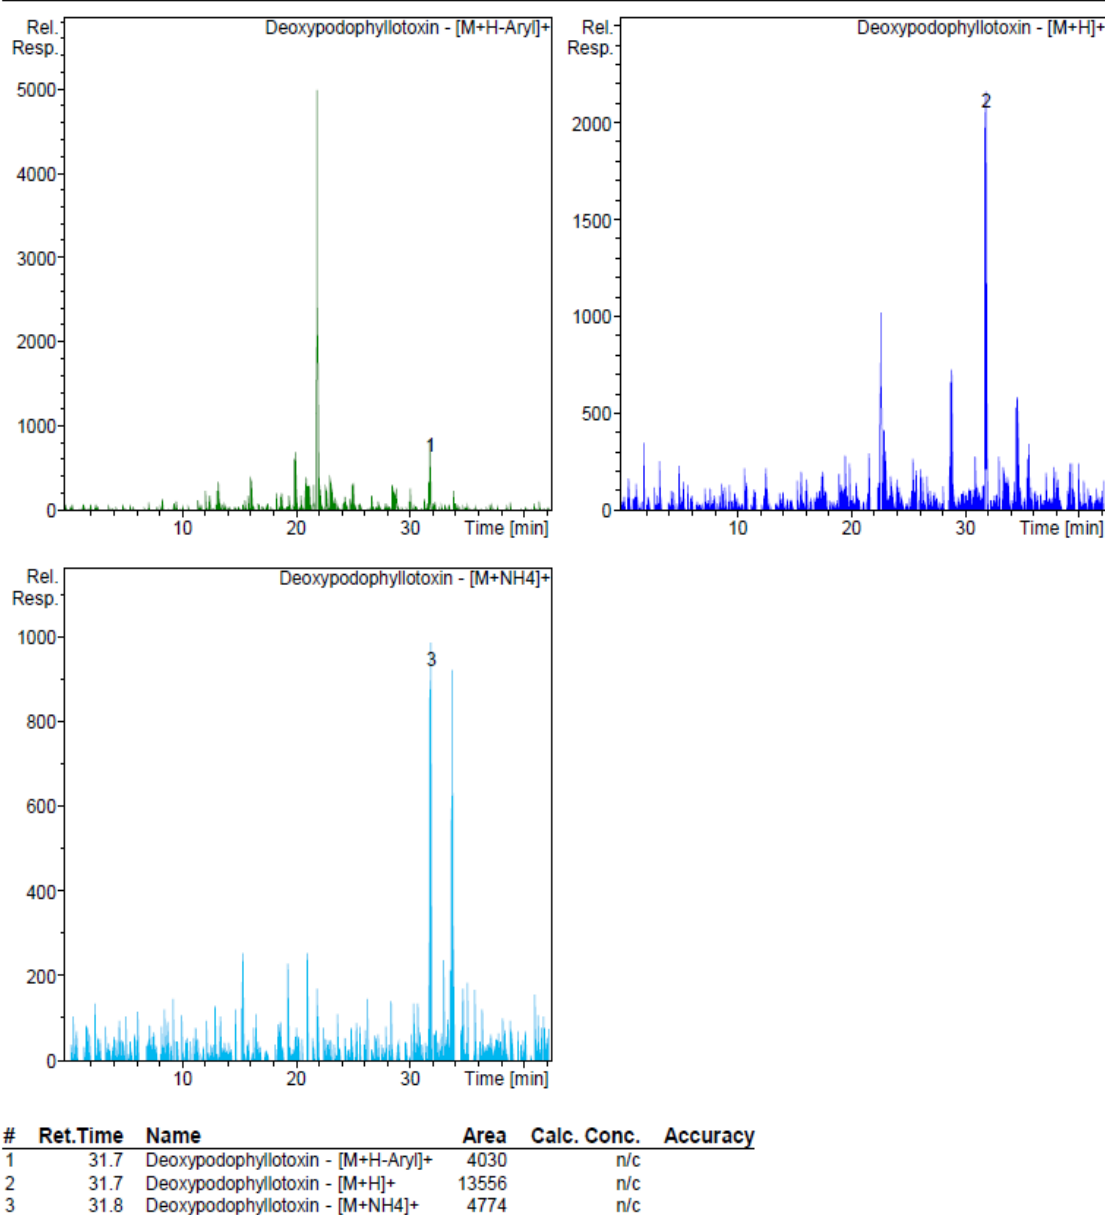 Rel. Resp.
Deoxypodophyllotoxin - [M+H-Aryl]+
5000
4000
3000
2000
1000
0
1
10 20 30 Time [min]
Rel. Resp.
Deoxypodophyllotoxin - [M+H]+
2000
1500
1000
500
0
2
10 20 30 Time [min]
Rel. Resp.
Deoxypodophyllotoxin - [M+NH4]+
1000
800
600
400
200
0
3
10 20 30 Time [min]
# Ret.Time Name Area Calc. Conc. Accuracy
1 31.7 Deoxypodophyllotoxin - [M+H-Aryl]+ 4030 n/c
2 31.7 Deoxypodophyllotoxin - [M+H]+ 13556 n/c
3 31.8 Deoxypodophyllotoxin - [M+NH4]+ 4774 n/c